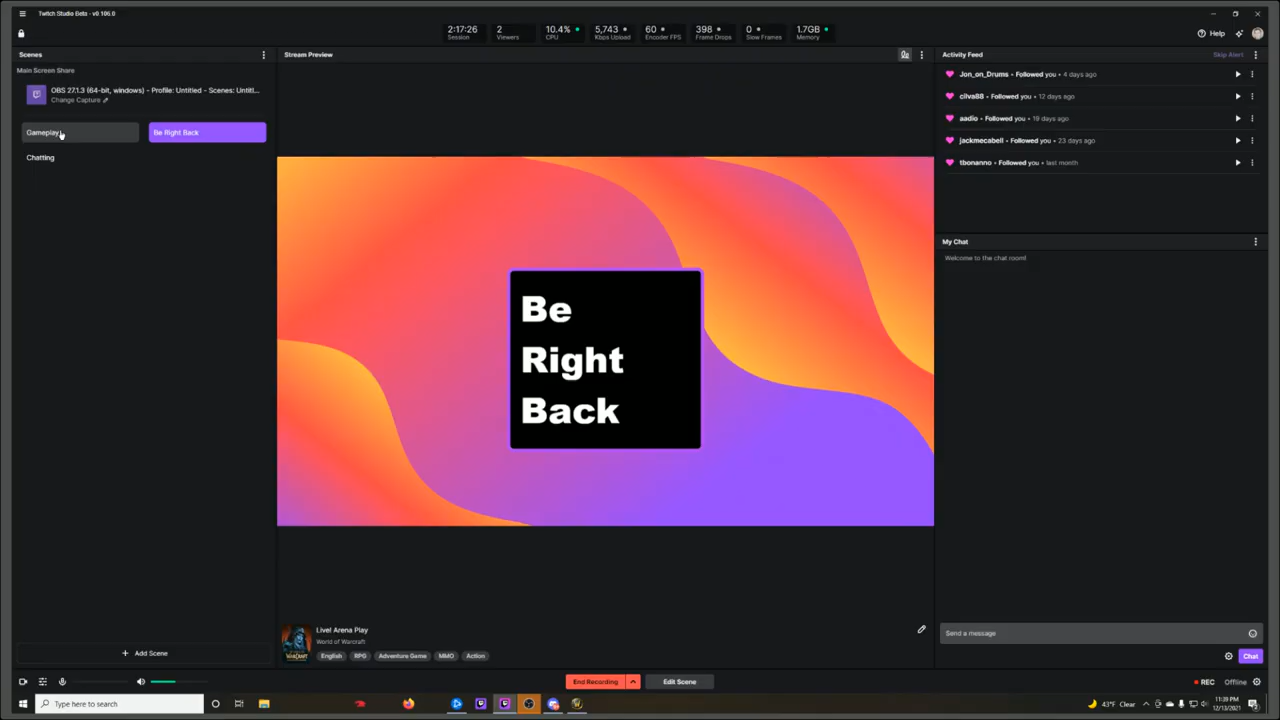 Twitch Studio Beta - v0.106.0
2:17:26 2 10.4% 5,743 60 398 0 1.7GB
Session Viewers CPU Kbps Upload Encoder FPS Frame Drops Slow Frames Memory
Help
Scenes
Main Screen Share
OBS 27.1.3 (64-bit, windows) - Profile: Untitled - Scenes: Untitl...
Change Capture
Gameplay
Be Right Back
Chatting
Add Scene
Stream Preview
Be
Right
Back
Live! Arena Play
World of Warcraft
English RPG Adventure Game MMO Action
Activity Feed Skip Alert
Jon_on_Drums • Followed you • 4 days ago
cliva88 • Followed you • 12 days ago
aadio • Followed you • 19 days ago
jackmecabell • Followed you • 23 days ago
tbonanno • Followed you • last month
My Chat
Welcome to the chat room!
Send a message
Chat
End Recording Edit Scene
REC Offline
Type here to search
43°F Clear
11:39 PM
12/13/2021